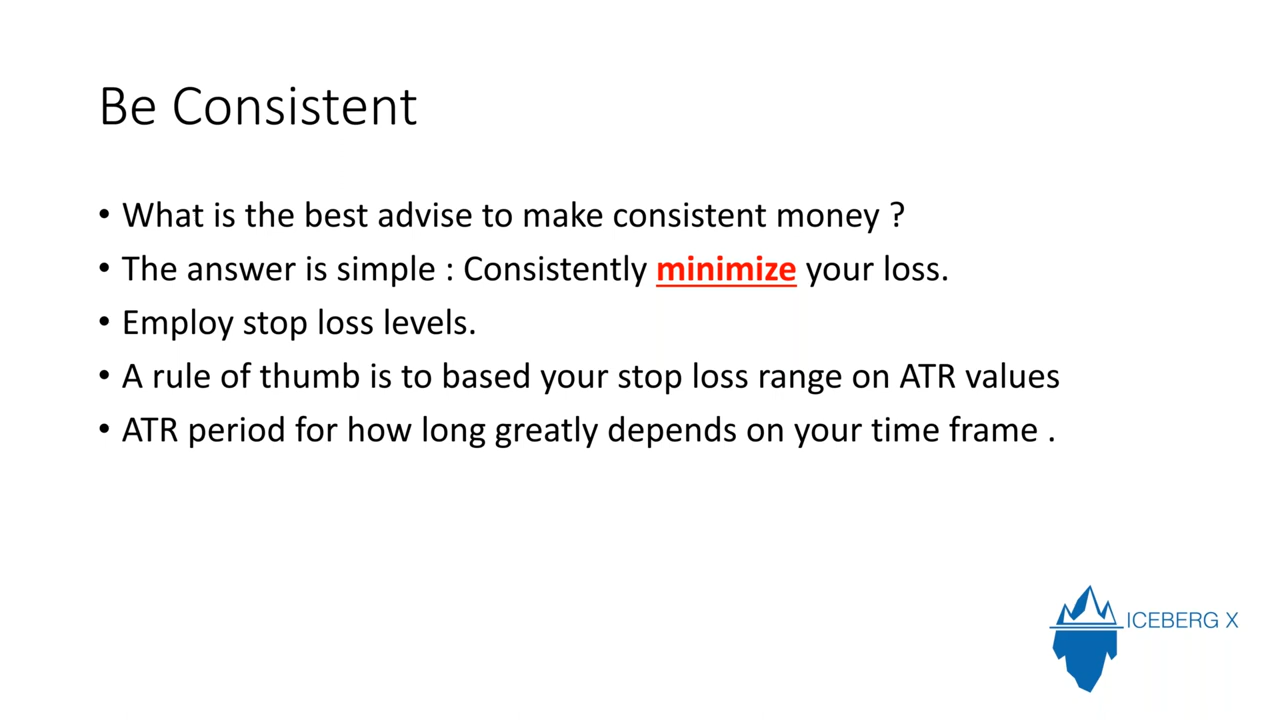 Be Consistent
• What is the best advise to make consistent money ?
• The answer is simple : Consistently minimize your loss.
• Employ stop loss levels.
• A rule of thumb is to based your stop loss range on ATR values
• ATR period for how long greatly depends on your time frame .
ICEBERG X